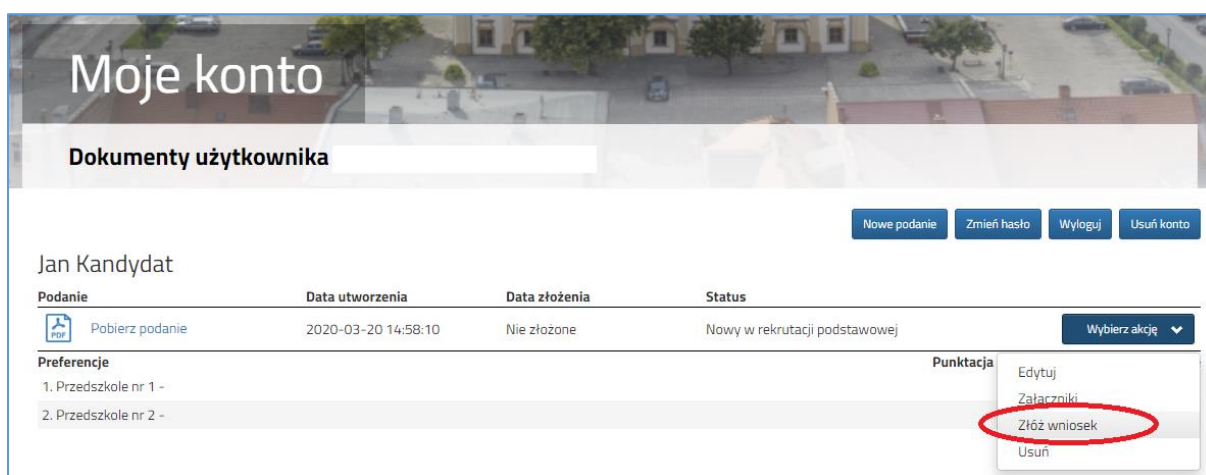 Moje konto
Dokumenty użytkownika
Nowe podanie Zmień hasło Wyloguj Usuń konto
Jan Kandydat
Podanie Data utworzenia Data złożenia Status
PDF Pobierz podanie 2020-03-20 14:58:10 Nie złożone Nowy w rekrutacji podstawowej Wybierz akcję
Preferencje Punktacja
Edytuj
1. Przedszkole nr 1 -
Załączniki
2. Przedszkole nr 2 -
Złóż wniosek
Usuń